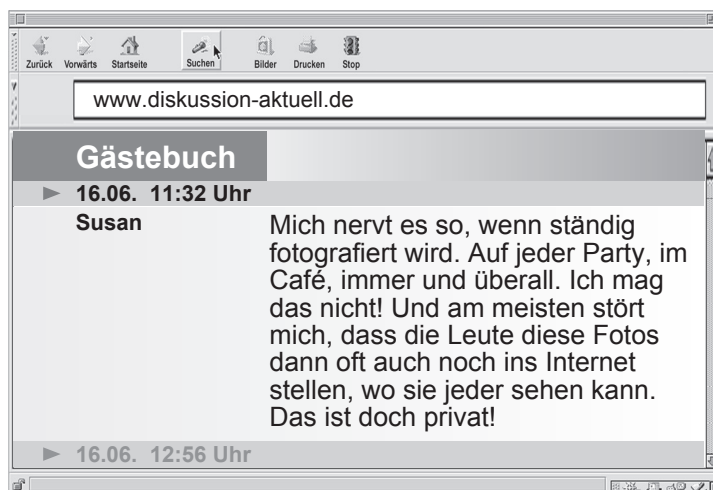 Zurück Vorwärts Startseite Suchen Bilder Drucken Stop
www.diskussion-aktuell.de
Gästebuch
16.06. 11:32 Uhr
Susan
Mich nervt es so, wenn ständig
fotografiert wird. Auf jeder Party, im
Café, immer und überall. Ich mag
das nicht! Und am meisten stört
mich, dass die Leute diese Fotos
dann oft auch noch ins Internet
stellen, wo sie jeder sehen kann.
Das ist doch privat!
16.06. 12:56 Uhr